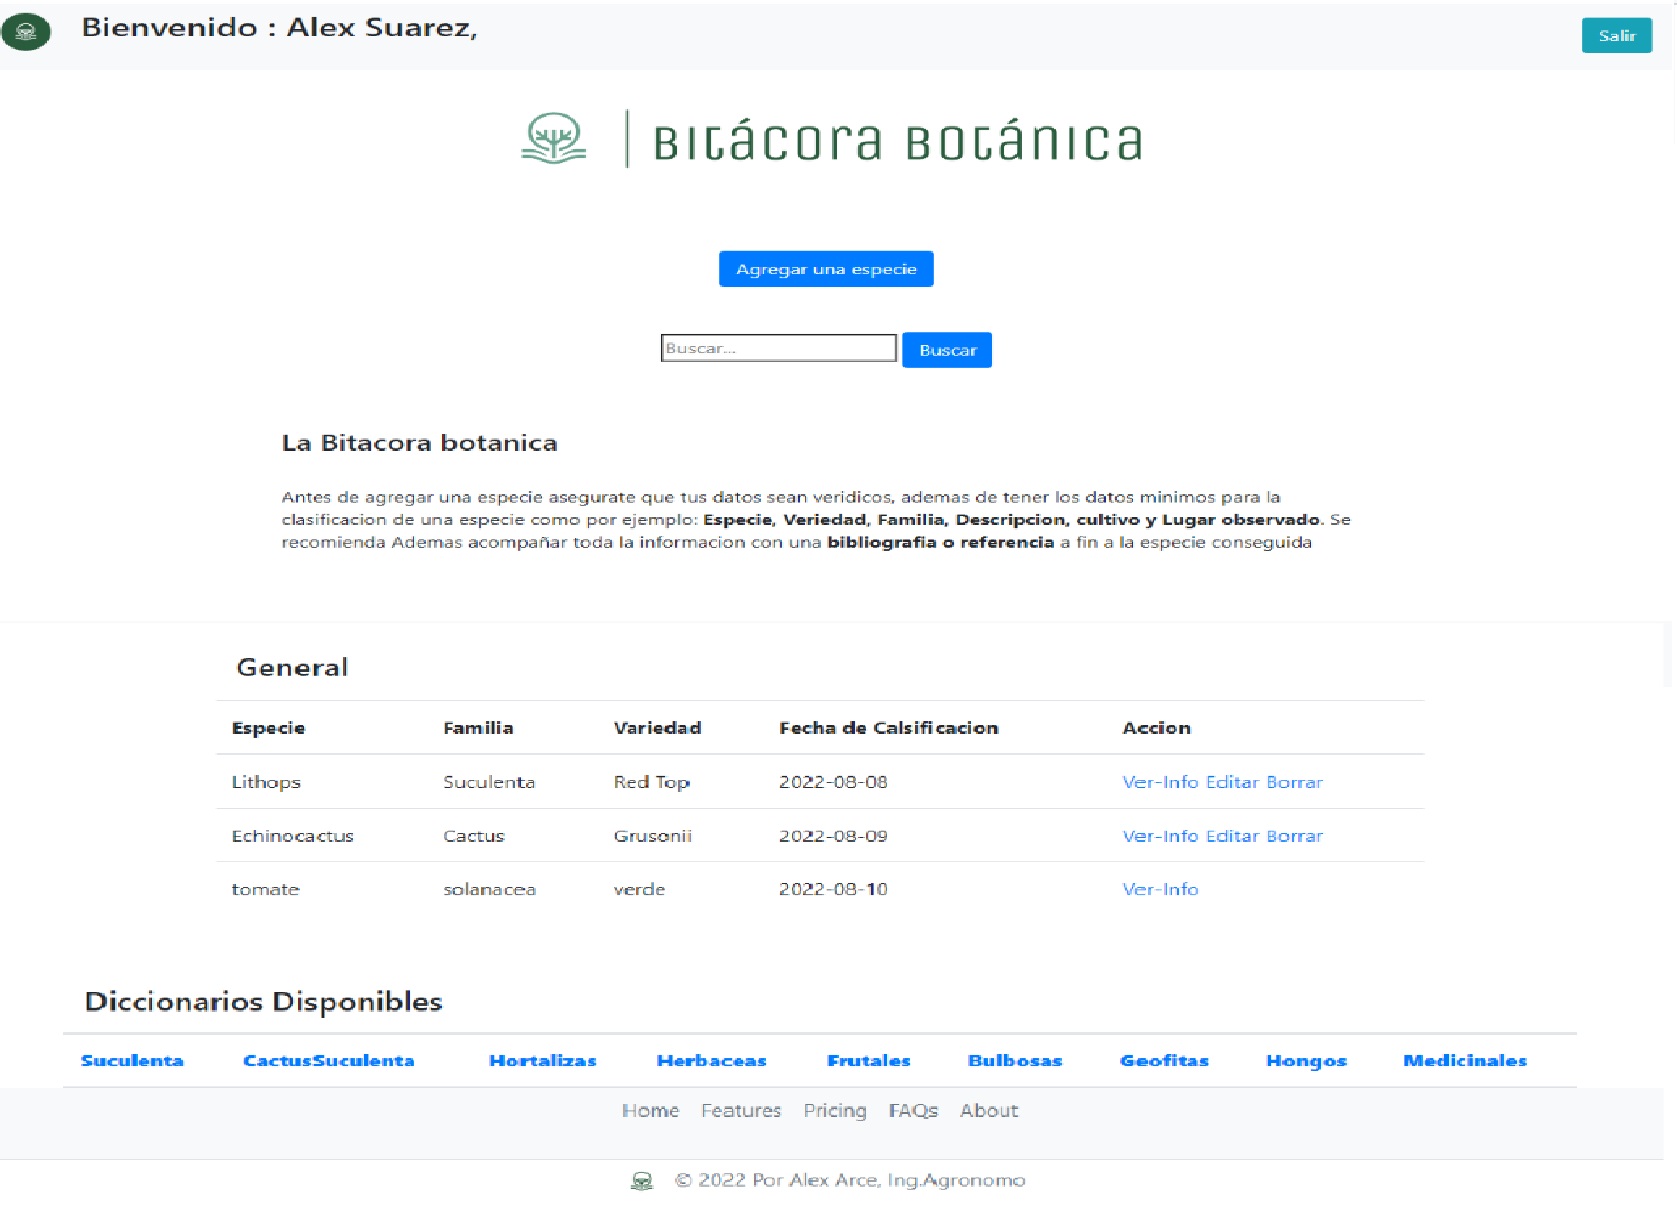 Bienvenido : Alex Suarez,
Salir
Bitácora Botánica
Agregar una especie
Buscar...
Buscar
La Bitacora botanica
Antes de agregar una especie asegurate que tus datos sean veridicos, ademas de tener los datos minimos para la
clasificacion de una especie como por ejemplo: Especie, Veriedad, Familia, Descripcion, cultivo y Lugar observado. Se
recomienda Ademas acompañar toda la informacion con una bibliografia o referencia a fin a la especie conseguida
General
Especie Familia Variedad Fecha de Calsificacion Accion
Lithops Suculenta Red Top 2022-08-08 Ver-Info Editar Borrar
Echinocactus Cactus Grusonii 2022-08-09 Ver-Info Editar Borrar
tomate solanacea verde 2022-08-10 Ver-Info
Diccionarios Disponibles
Suculenta CactusSuculenta Hortalizas Herbaceas Frutales Bulbosas Geofitas Hongos Medicinales
Home Features Pricing FAQs About
© 2022 Por Alex Arce, Ing.Agronomo